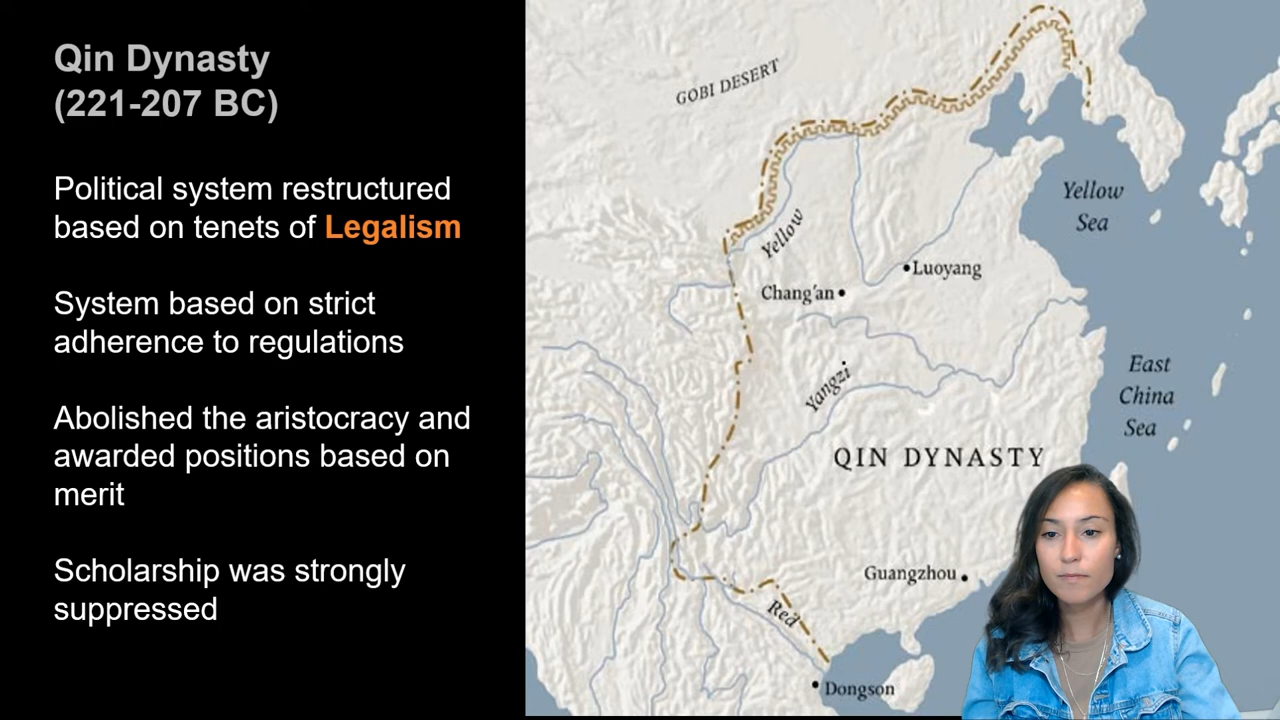 Qin Dynasty
(221-207 BC)
Political system restructured
based on tenets of Legalism
System based on strict
adherence to regulations
Abolished the aristocracy and
awarded positions based on
merit
Scholarship was strongly
suppressed
GOBI DESERT
Yellow
Sea
Yellow
Luoyang
Chang'an
East
China
Sea
Yangzi
QIN DYNASTY
Guangzhou
Red
Dongson